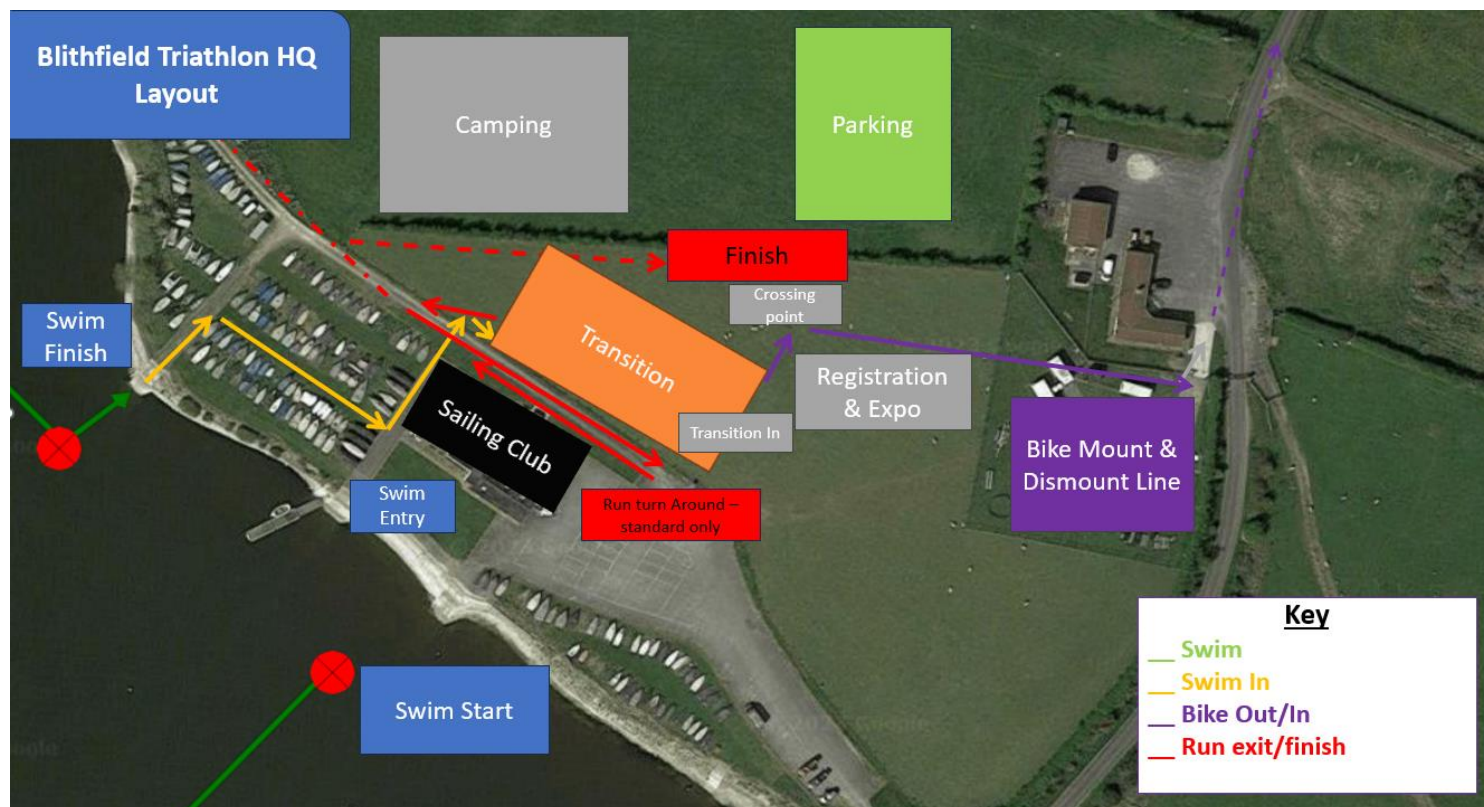 Blithfield Triathlon HQ
Layout
Camping
Parking
Finish
Crossing
point
Swim
Finish
Transition
Registration
& Expo
Transition In
Sailing Club
Bike Mount &
Dismount Line
Swim
Entry
Run turn Around –
standard only
Swim Start
Key
__ Swim
__ Swim In
__ Bike Out/In
__ Run exit/finish